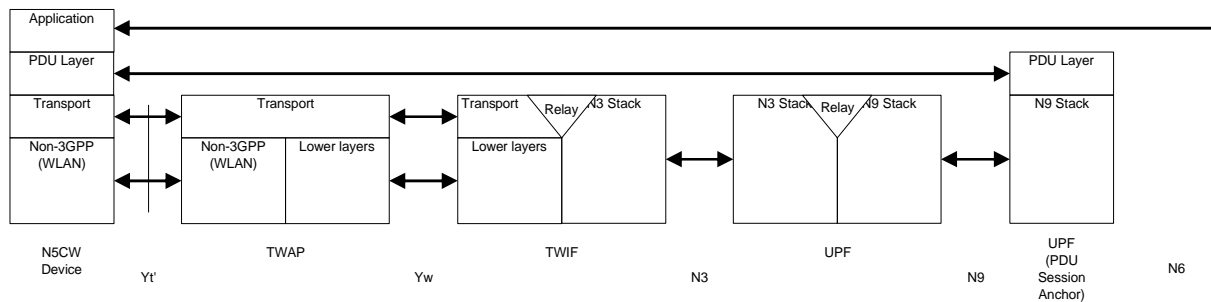 Application
PDU Layer
PDU Layer
Transport
Transport
Transport
Relay
N3 Stack
N3 Stack
Relay
N9 Stack
N9 Stack
Non-3GPP
(WLAN)
Non-3GPP
(WLAN)
Lower layers
Lower layers
N5CW
Device
Yt'
TWAP
Yw
TWIF
N3
UPF
N9
UPF
(PDU
Session
Anchor)
N6